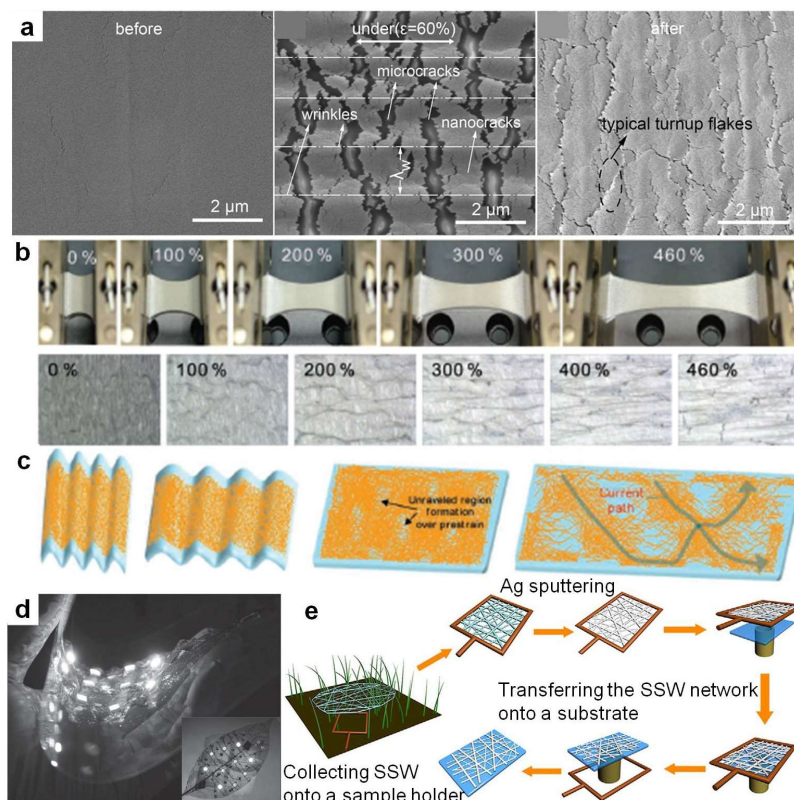 a
before
2 μm
under(ε=60%)
microcracks
wrinkles
nanocracks
λw
2 μm
after
typical turnup flakes
2 μm
b
0 %
100 %
200 %
300 %
460 %
0 %
100 %
200 %
300 %
400 %
460 %
c
Unraveled region
formation
over prestrain
Current
path
d
e
Ag sputtering
Transferring the SSW network
onto a substrate
Collecting SSW
onto a sample holder